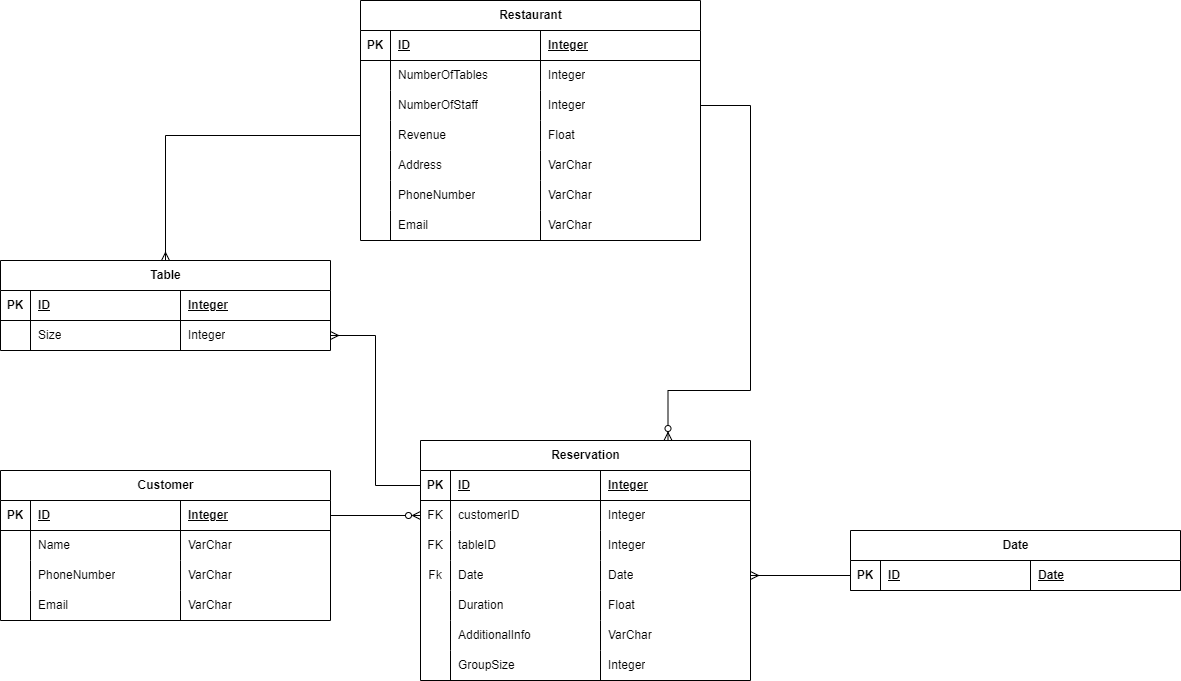 Restaurant
PK ID Integer
NumberOfTables Integer
NumberOfStaff Integer
Revenue Float
Address VarChar
PhoneNumber VarChar
Email VarChar
Table
PK ID Integer
Size Integer
Customer
PK ID Integer
Name VarChar
PhoneNumber VarChar
Email VarChar
Reservation
PK ID Integer
FK customerID Integer
FK tableID Integer
Fk Date Date
Duration Float
AdditionalInfo VarChar
GroupSize Integer
Date
PK ID Date